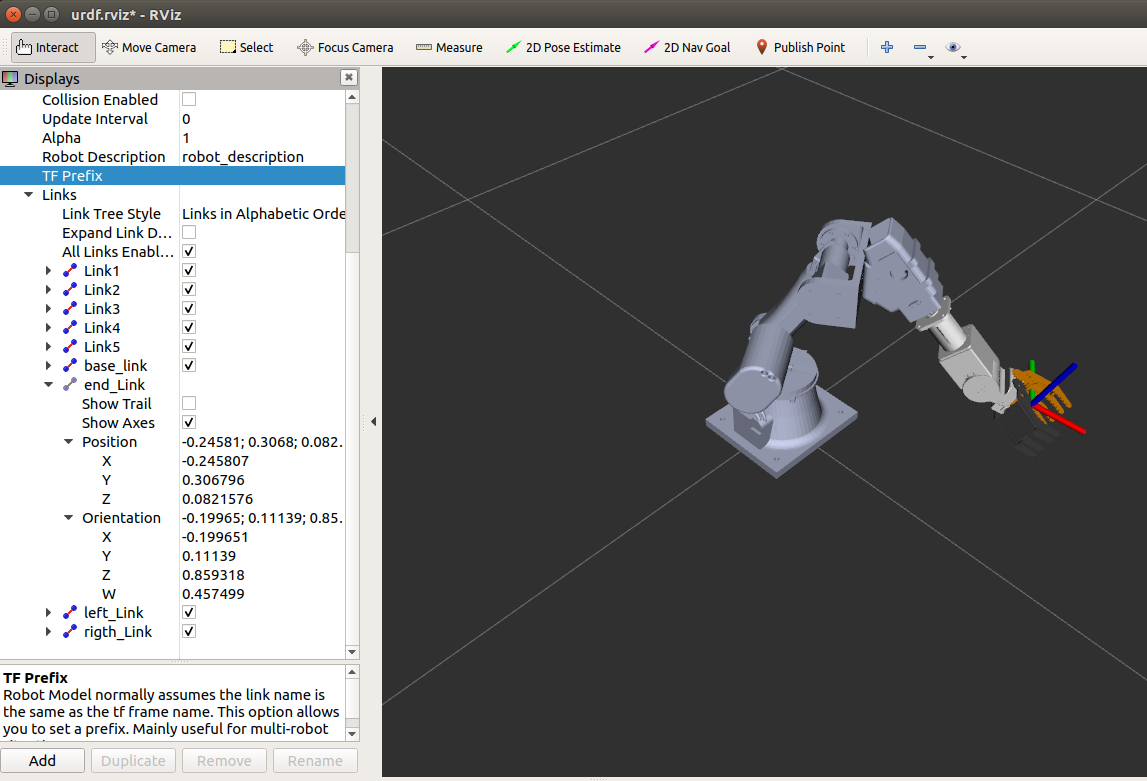 urdf.rviz* - RViz
Interact Move Camera Select Focus Camera Measure 2D Pose Estimate 2D Nav Goal Publish Point
Displays
Collision Enabled
Update Interval 0
Alpha 1
Robot Description robot_description
TF Prefix
Links
Link Tree Style Links in Alphabetic Orde
Expand Link D...
All Links Enabl...
Link1
Link2
Link3
Link4
Link5
base_link
end_Link
Show Trail
Show Axes
Position -0.24581; 0.3068; 0.082...
X -0.245807
Y 0.306796
Z 0.0821576
Orientation -0.19965; 0.11139; 0.85...
X -0.199651
Y 0.11139
Z 0.859318
W 0.457499
left_Link
rigth_Link
TF Prefix
Robot Model normally assumes the link name is
the same as the tf frame name. This option allows
you to set a prefix. Mainly useful for multi-robot
Add Duplicate Remove Rename